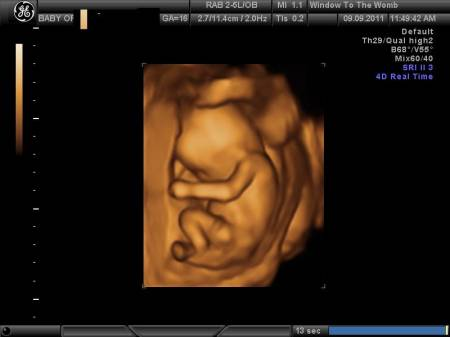 GE
RAB 2-5L/OB MI 1.1 Window To The Womb
BABY OF GA=16 2.7/11.4cm / 2.0Hz TIs 0.2 09.09.2011 11:49:42 AM
Default
Th29/Qual high2
B68°/V55°
Mix60/40
SRI II 3
4D Real Time
13 sec